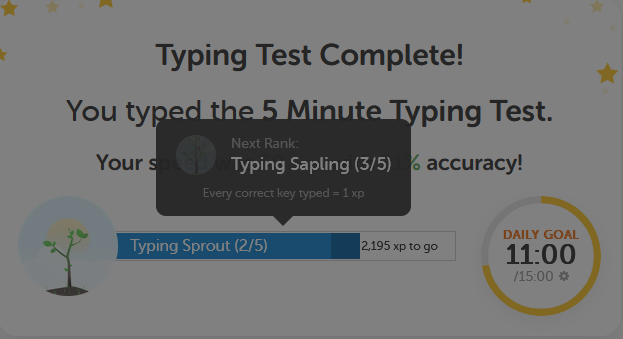 Typing Test Complete!
You typed the 5 Minute Typing Test.
Your accuracy!
Next Rank:
Typing Sapling (3/5)
Every correct key typed = 1 xp
Typing Sprout (2/5)
2,195 xp to go
DAILY GOAL
11:00
/15:00